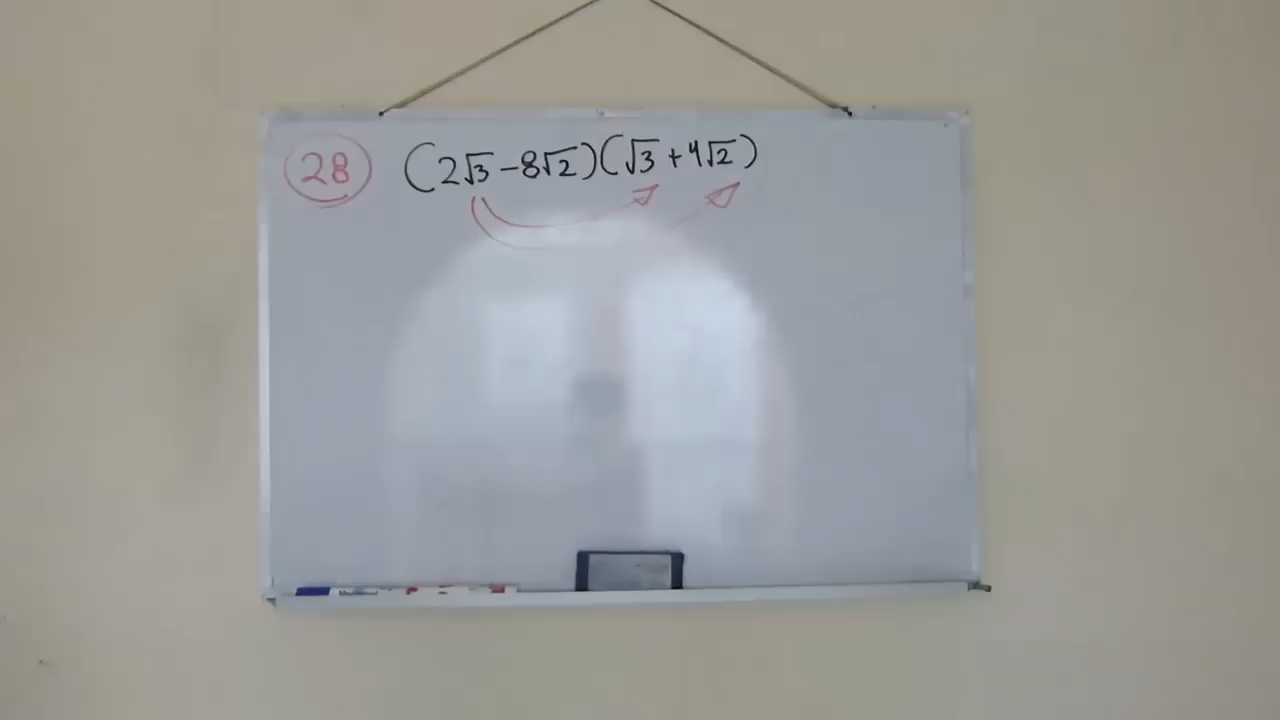 28 (2√3 - 8√2)(√3 + 4√2)